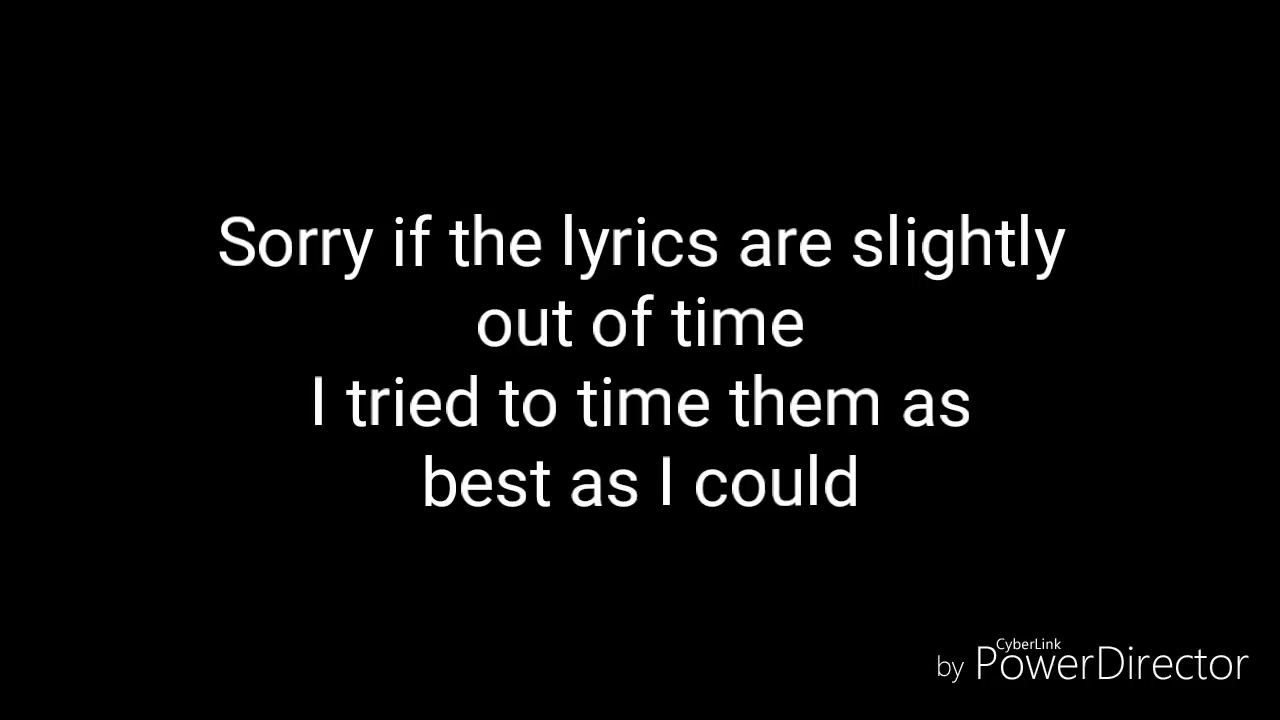 Sorry if the lyrics are slightly
out of time
I tried to time them as
best as I could
CyberLink
by PowerDirector